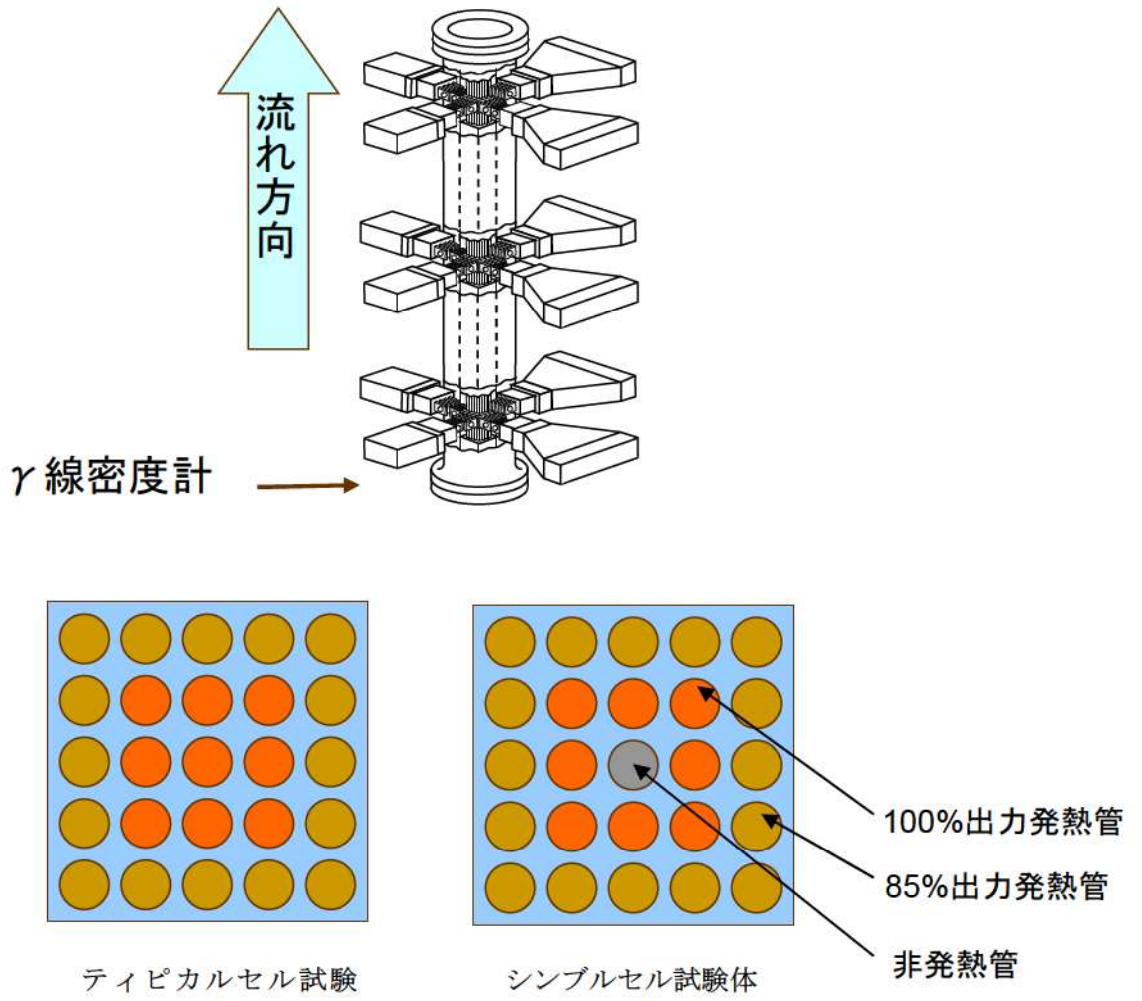 流れ方向
γ線密度計
100%出力発熱管
85%出力発熱管
非発熱管
ティピカルセル試験
シンブルセル試験体